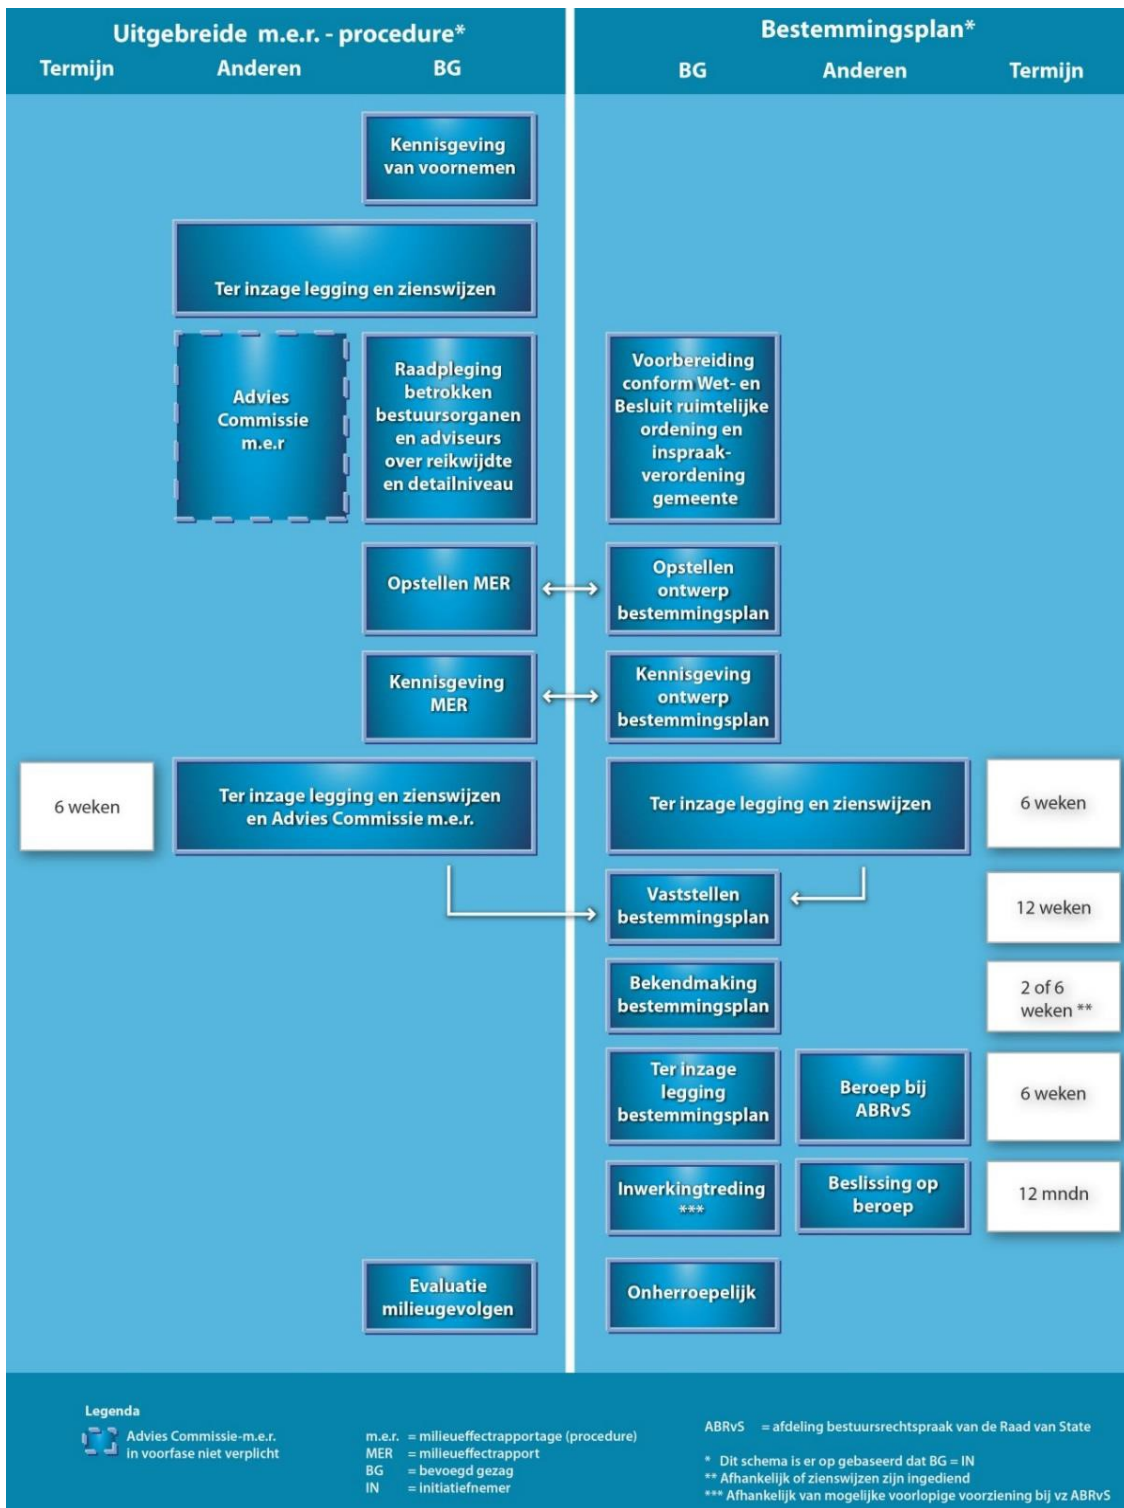 Uitgebreide m.e.r. - procedure*
Termijn Anderen BG
Bestemmingsplan*
BG Anderen Termijn
Kennisgeving
van voornemen
Ter inzage legging en zienswijzen
Advies
Commissie
m.e.r
Raadpleging
betrokken
bestuursorganen
en adviseurs
over reikwijdte
en detailniveau
Voorbereiding
conform Wet- en
Besluit ruimtelijke
ordening en
inspraak-
verordening
gemeente
Opstellen MER
Opstellen
ontwerp
bestemmingsplan
Kennisgeving
MER
Kennisgeving
ontwerp
bestemmingsplan
6 weken
Ter inzage legging en zienswijzen
en Advies Commissie m.e.r.
Ter inzage legging en zienswijzen
6 weken
Vaststellen
bestemmingsplan
12 weken
Bekendmaking
bestemmingsplan
2 of 6
weken **
Ter inzage
legging
bestemmingsplan
Beroep bij
ABRvS
6 weken
Inwerkingtreding
***
Beslissing op
beroep
12 mndn
Evaluatie
milieugevolgen
Onherroepelijk
Legenda
Advies Commissie-m.e.r.
in voorfase niet verplicht
m.e.r. = milieueffectrapportage (procedure)
MER = milieueffectrapport
BG = bevoegd gezag
IN = initiatiefnemer
ABRvS = afdeling bestuursrechtspraak van de Raad van State
* Dit schema is er op gebaseerd dat BG = IN
** Afhankelijk of zienswijzen zijn ingediend
*** Afhankelijk van mogelijke voorlopige voorziening bij vz ABRvS